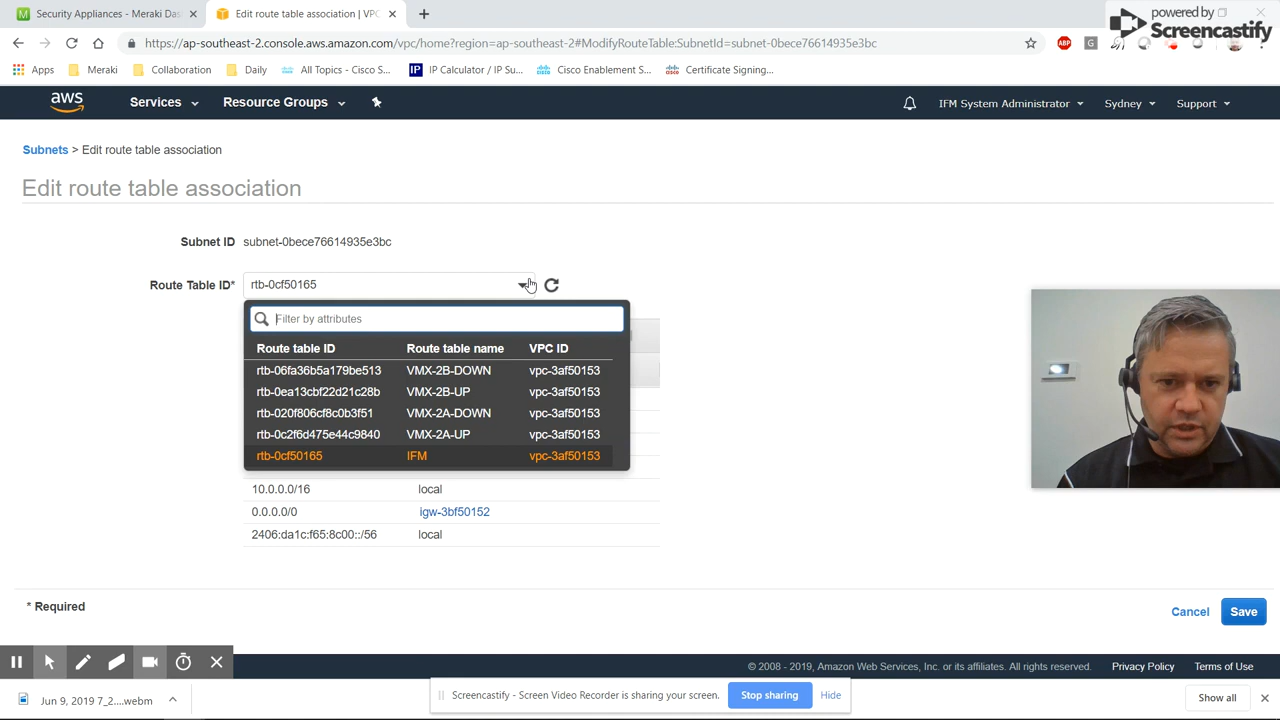 Security Appliances - Meraki Das
Edit route table association | VPC
powered by
Screencastify
https://ap-southeast-2.console.aws.amazon.com/vpc/home?region=ap-southeast-2#ModifyRouteTable:SubnetId=subnet-0bece76614935e3bc
ABP
G
Apps
Meraki
Collaboration
Daily
All Topics - Cisco S...
IP
IP Calculator / IP Su...
Cisco Enablement S...
Certificate Signing,...
aws
Services
Resource Groups
IFM System Administrator
Sydney
Support
Subnets > Edit route table association
Edit route table association
Subnet ID subnet-0bece76614935e3bc
Route Table ID* rtb-0cf50165
Filter by attributes
Route table ID Route table name VPC ID
rtb-06fa36b5a179be513 VMX-2B-DOWN vpc-3af50153
rtb-0ea13cbf22d21c28b VMX-2B-UP vpc-3af50153
rtb-020f806cf8c0b3f51 VMX-2A-DOWN vpc-3af50153
rtb-0c2f6d475e44c9840 VMX-2A-UP vpc-3af50153
rtb-0cf50165 IFM vpc-3af50153
10.0.0.0/16 local
0.0.0.0/0 igw-3bf50152
2406:da1c:f65:8c00::/56 local
* Required
Cancel
Save
© 2008 - 2019, Amazon Web Services, Inc. or its affiliates. All rights reserved.
Privacy Policy
Terms of Use
Jun 9, 2019 7_2....webm
Screencastify - Screen Video Recorder is sharing your screen.
Stop sharing
Hide
Show all